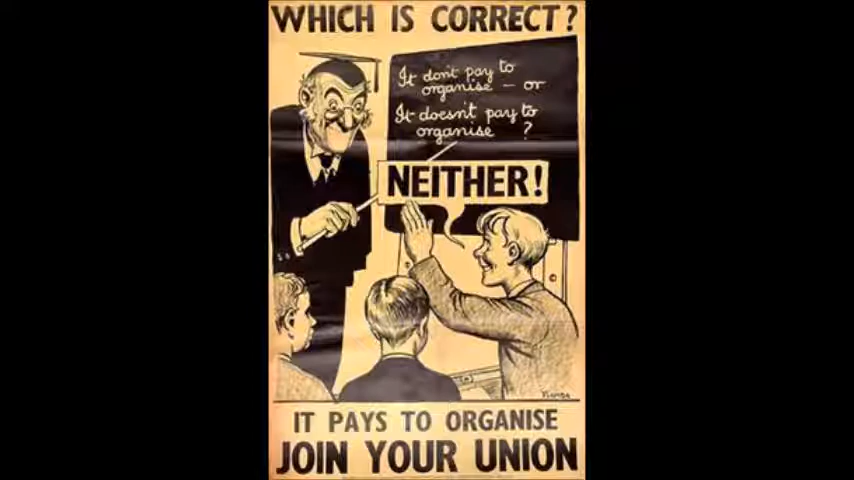 WHICH IS CORRECT?
It don't pay to
organise — or
It doesn't pay to
organise ?
NEITHER!
IT PAYS TO ORGANISE
JOIN YOUR UNION